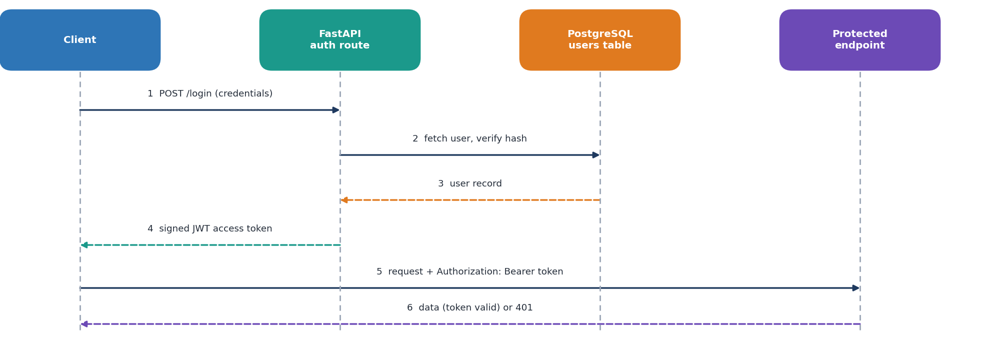 Client
FastAPI
auth route
PostgreSQL
users table
Protected
endpoint
1  POST /login (credentials)
2  fetch user, verify hash
3  user record
4  signed JWT access token
5  request + Authorization: Bearer token
6  data (token valid) or 401